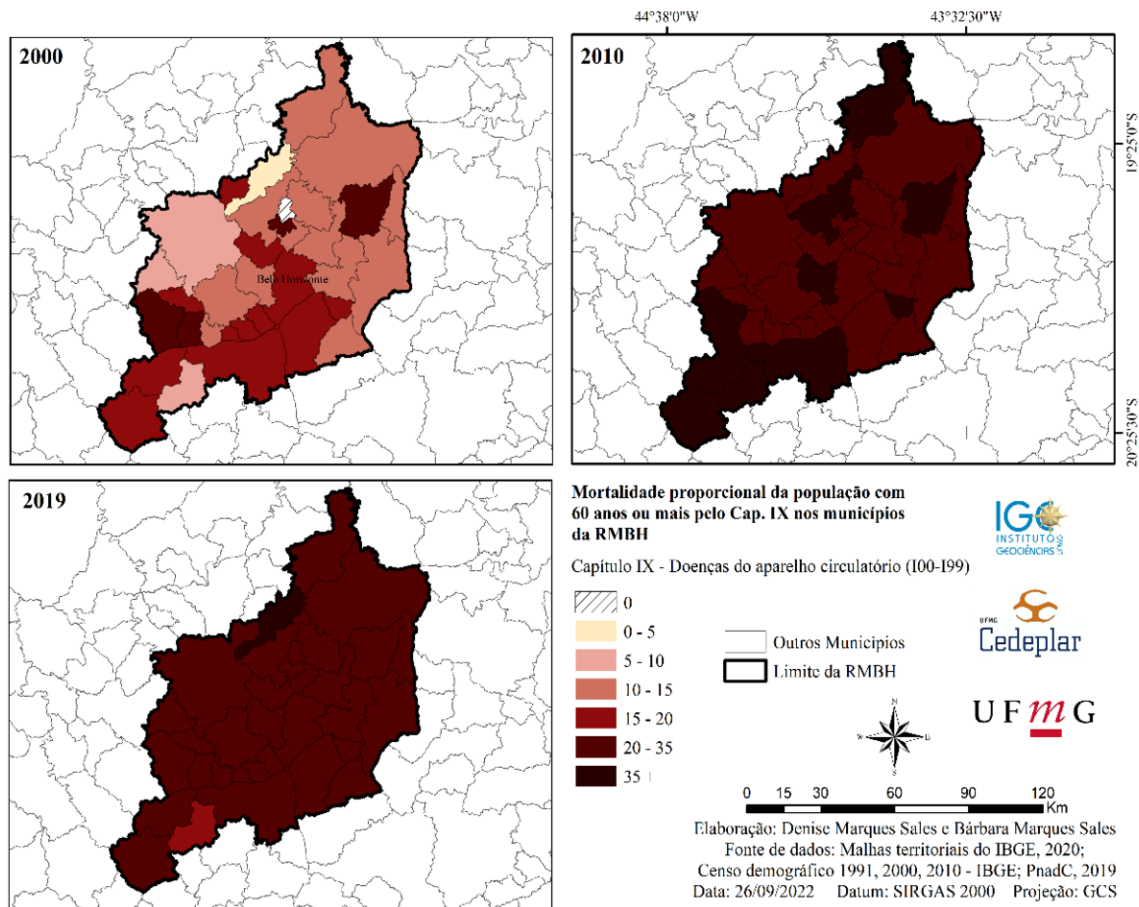 44°38'0"W
43°32'30"W
2000
2010
19°25'0"S
Belo Horizonte
20°25'30"S
2019
Mortalidade proporcional da população com
60 anos ou mais pelo Cap. IX nos municípios
da RMBH
Capítulo IX - Doenças do aparelho circulatório (I00-I99)
0
0 - 5
5 - 10
10 - 15
15 - 20
20 - 35
35
Outros Municípios
Limite da RMBH
IGC
INSTITUTO
GEOCIÊNCIAS
UFMG
UFMG
Cedeplar
UFmG
N
W
E
S
0 15 30 60 90 120
Km
Elaboração: Denise Marques Sales e Bárbara Marques Sales
Fonte de dados: Malhas territoriais do IBGE, 2020;
Censo demográfico 1991, 2000, 2010 - IBGE; PnadC, 2019
Data: 26/09/2022 Datum: SIRGAS 2000 Projeção: GCS